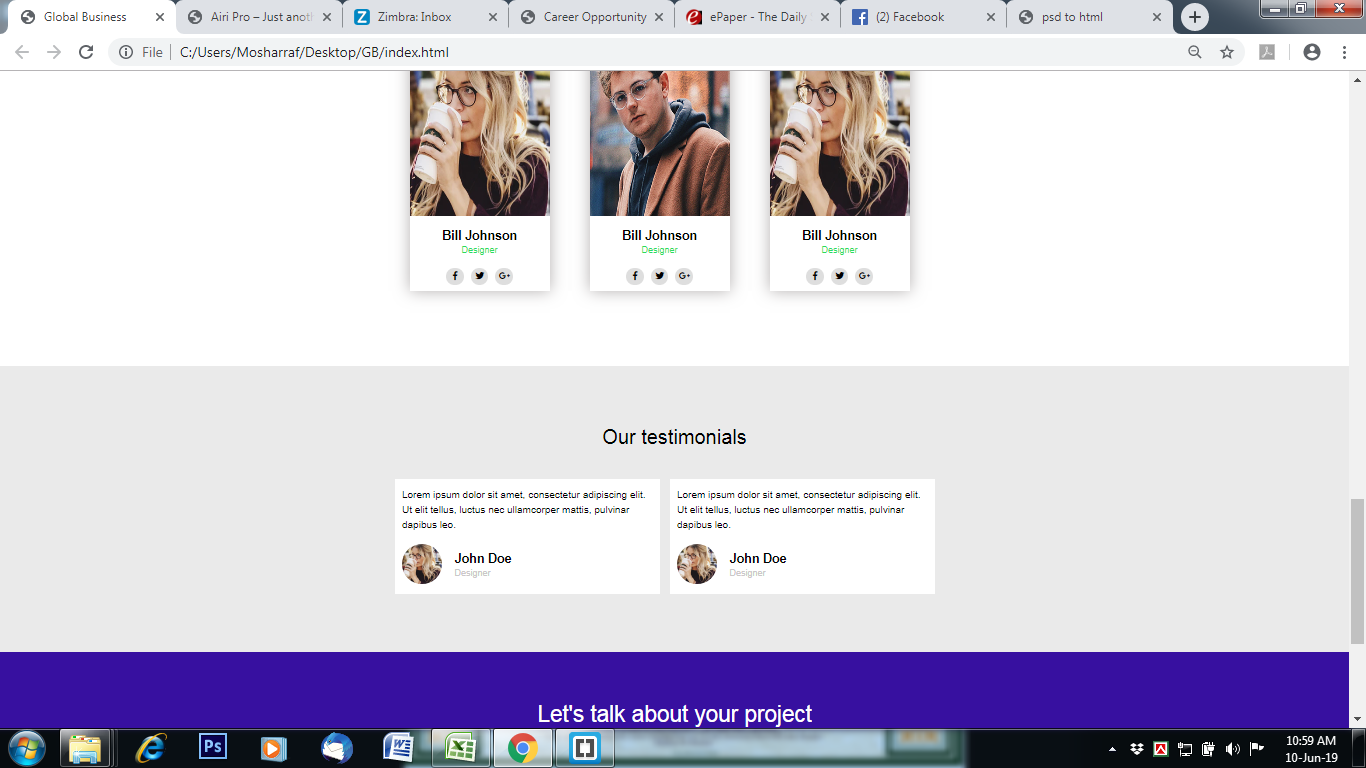 Global Business
Airi Pro – Just anoth
Zimbra: Inbox
Career Opportunity
ePaper - The Daily
(2) Facebook
psd to html
File
C:/Users/Mosharraf/Desktop/GB/index.html
Bill Johnson Bill Johnson Bill Johnson
Designer Designer Designer
Our testimonials
Lorem ipsum dolor sit amet, consectetur adipiscing elit.
Ut elit tellus, luctus nec ullamcorper mattis, pulvinar
dapibus leo.
John Doe
Designer
Lorem ipsum dolor sit amet, consectetur adipiscing elit.
Ut elit tellus, luctus nec ullamcorper mattis, pulvinar
dapibus leo.
John Doe
Designer
Let's talk about your project
Ps
10:59 AM
10-Jun-19